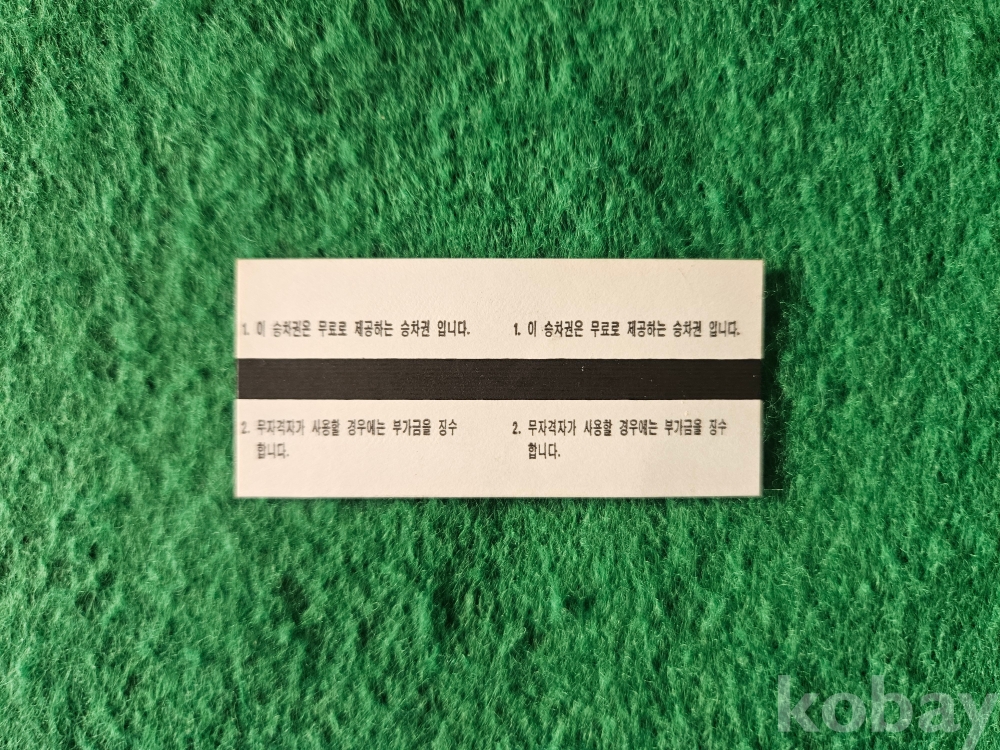 1. 이 승차권은 무료로 제공하는 승차권 입니다.
1. 이 승차권은 무료로 제공하는 승차권 입니다.
2. 무자격자가 사용할 경우에는 부가금을 징수
합니다.
2. 무자격자가 사용할 경우에는 부가금을 징수
합니다.
kobay